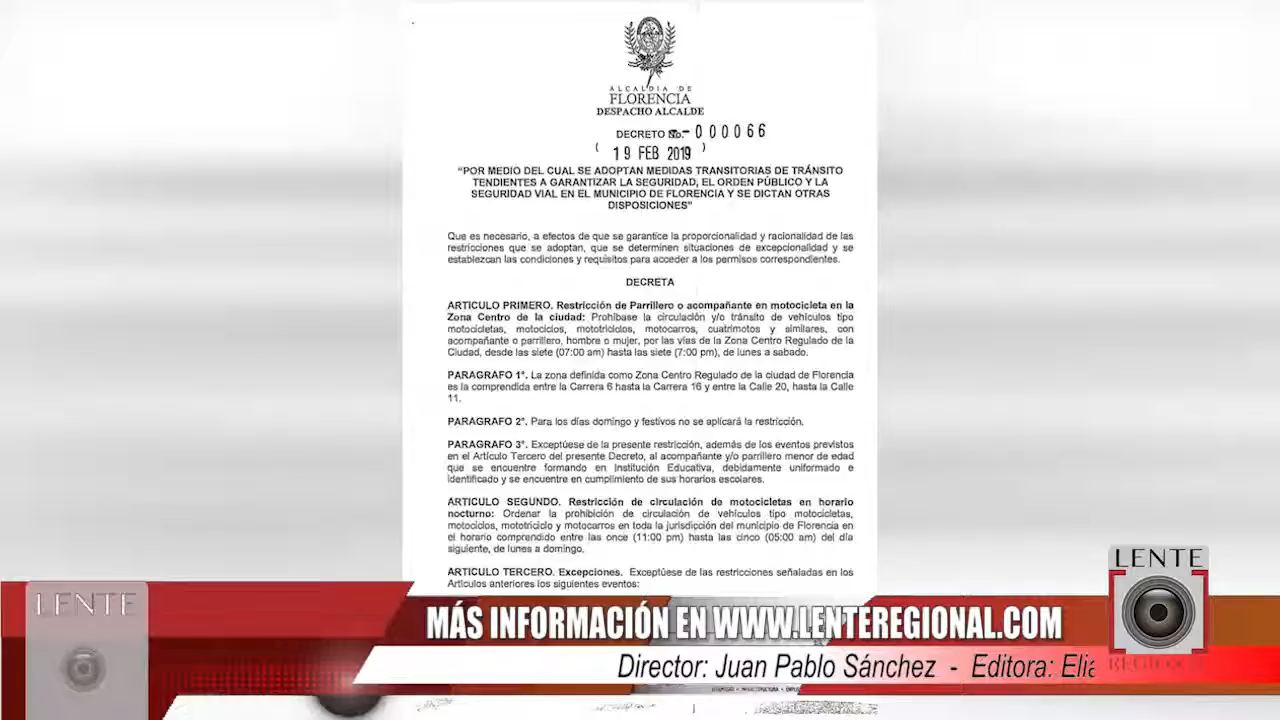 ALCALDIA DE
FLORENCIA
DESPACHO ALCALDE
DECRETO No. - 000066
( 19 FEB 2019 )
"POR MEDIO DEL CUAL SE ADOPTAN MEDIDAS TRANSITORIAS DE TRÁNSITO
TENDIENTES A GARANTIZAR LA SEGURIDAD, EL ORDEN PÚBLICO Y LA
SEGURIDAD VIAL EN EL MUNICIPIO DE FLORENCIA Y SE DICTAN OTRAS
DISPOSICIONES"
Que es necesario, a efectos de que se garantice la proporcionalidad y racionalidad de las
restricciones que se adoptan, que se determinen situaciones de excepcionalidad y se
establezcan las condiciones y requisitos para acceder a los permisos correspondientes.
DECRETA
ARTICULO PRIMERO. Restricción de Parrillero o acompañante en motocicleta en la
Zona Centro de la ciudad: Prohíbase la circulación y/o tránsito de vehículos tipo
motocicletas, motociclos, mototriciclos, motocarros, cuatrimotos y similares, con
acompañante o parrillero, hombre o mujer, por las vías de la Zona Centro Regulado de la
Ciudad, desde las siete (07:00 am) hasta las siete (7:00 pm), de lunes a sabado.
PARAGRAFO 1°. La zona definida como Zona Centro Regulado de la ciudad de Florencia
es la comprendida entre la Carrera 6 hasta la Carrera 16 y entre la Calle 20, hasta la Calle
11.
PARAGRAFO 2°. Para los días domingo y festivos no se aplicará la restricción.
PARAGRAFO 3°. Exceptúese de la presente restricción, además de los eventos previstos
en el Artículo Tercero del presente Decreto, al acompañante y/o parrillero menor de edad
que se encuentre formando en Institución Educativa, debidamente uniformado e
identificado y se encuentre en cumplimiento de sus horarios escolares.
ARTICULO SEGUNDO. Restricción de circulación de motocicletas en horario
nocturno: Ordenar la prohibición de circulación de vehículos tipo motocicletas,
motociclos, mototriciclo y motocarros en toda la jurisdicción del municipio de Florencia en
el horario comprendido entre las once (11:00 pm) hasta las cinco (05:00 am) del día
siguiente, de lunes a domingo.
ARTICULO TERCERO. Excepciones. Exceptúese de las restricciones señaladas en los
Artículos anteriores los siguientes eventos:
LENTE
MÁS INFORMACIÓN EN WWW.LENTEREGIONAL.COM
Director: Juan Pablo Sánchez - Editora: Elia
LENTE